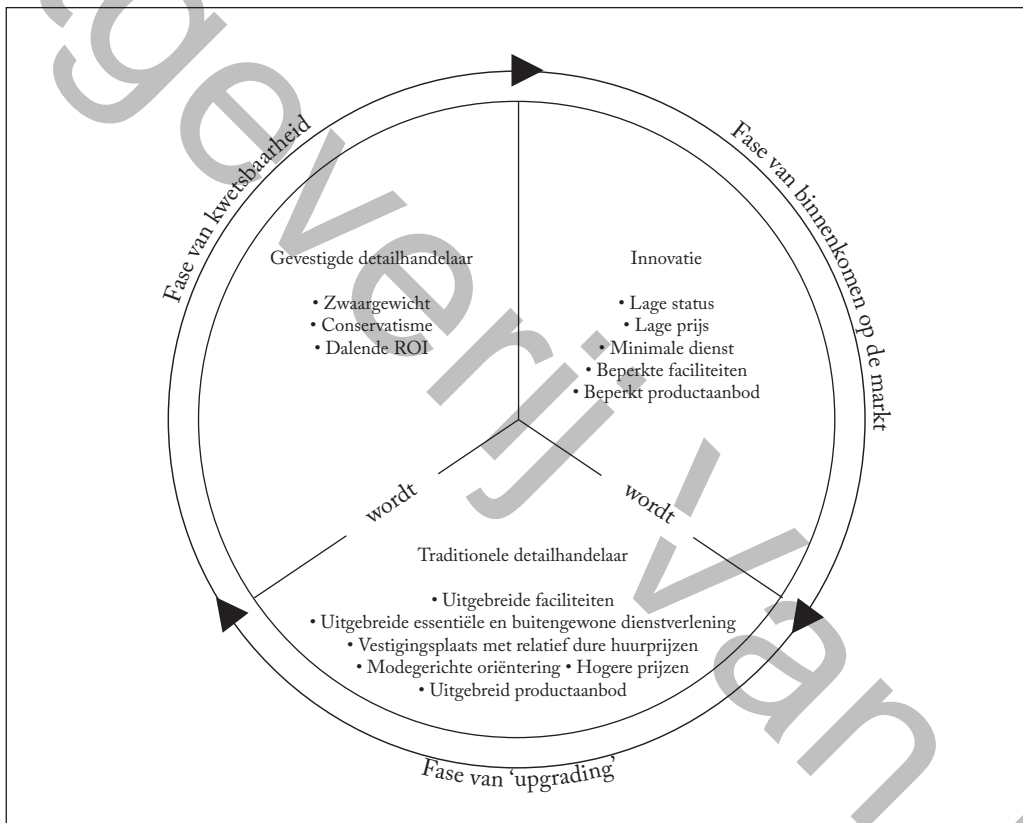 Fase van kwetsbaarheid
Fase van binnenkomen op de markt
Gevestigde detailhandelaar
• Zwaargewicht
• Conservatisme
• Dalende ROI
Innovatie
• Lage status
• Lage prijs
• Minimale dienst
• Beperkte faciliteiten
• Beperkt productaanbod
wordt
wordt
Traditionele detailhandelaar
• Uitgebreide faciliteiten
• Uitgebreide essentiële en buitengewone dienstverlening
• Vestigingsplaats met relatief dure huurprijzen
• Modegerichte oriëntering • Hogere prijzen
• Uitgebreid productaanbod
Fase van ‘upgrading’
geverij Van